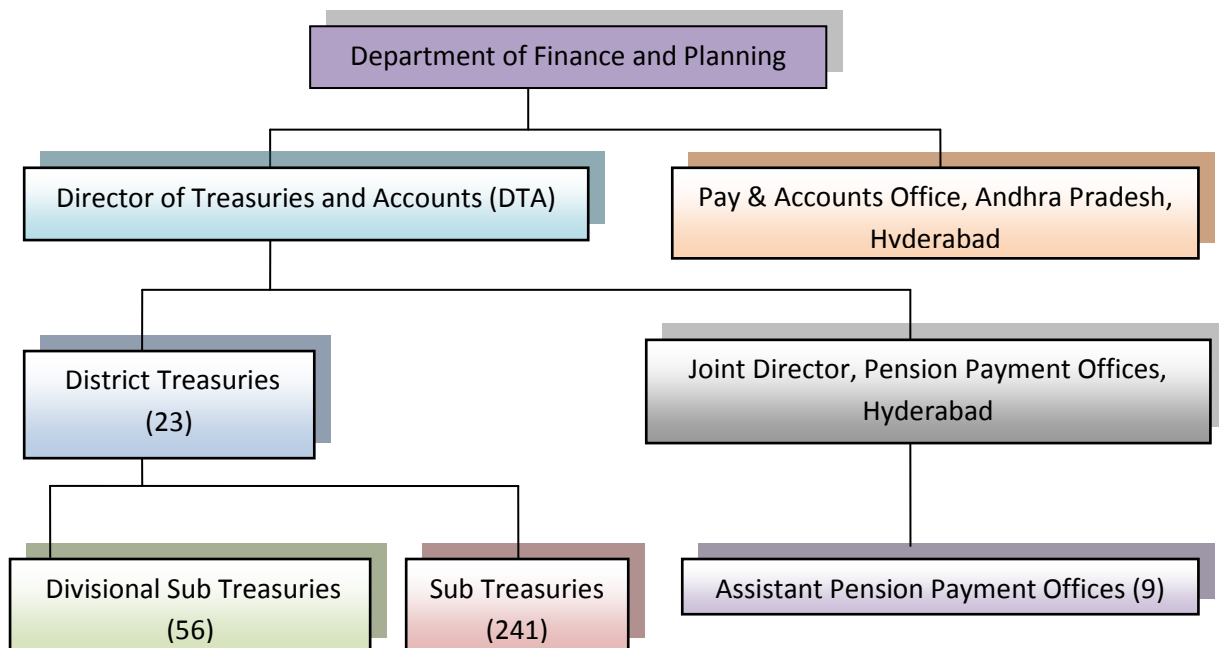 Department of Finance and Planning
Director of Treasuries and Accounts (DTA)
Pay & Accounts Office, Andhra Pradesh,
Hyderabad
District Treasuries
(23)
Joint Director, Pension Payment Offices,
Hyderabad
Divisional Sub Treasuries
(56)
Sub Treasuries
(241)
Assistant Pension Payment Offices (9)